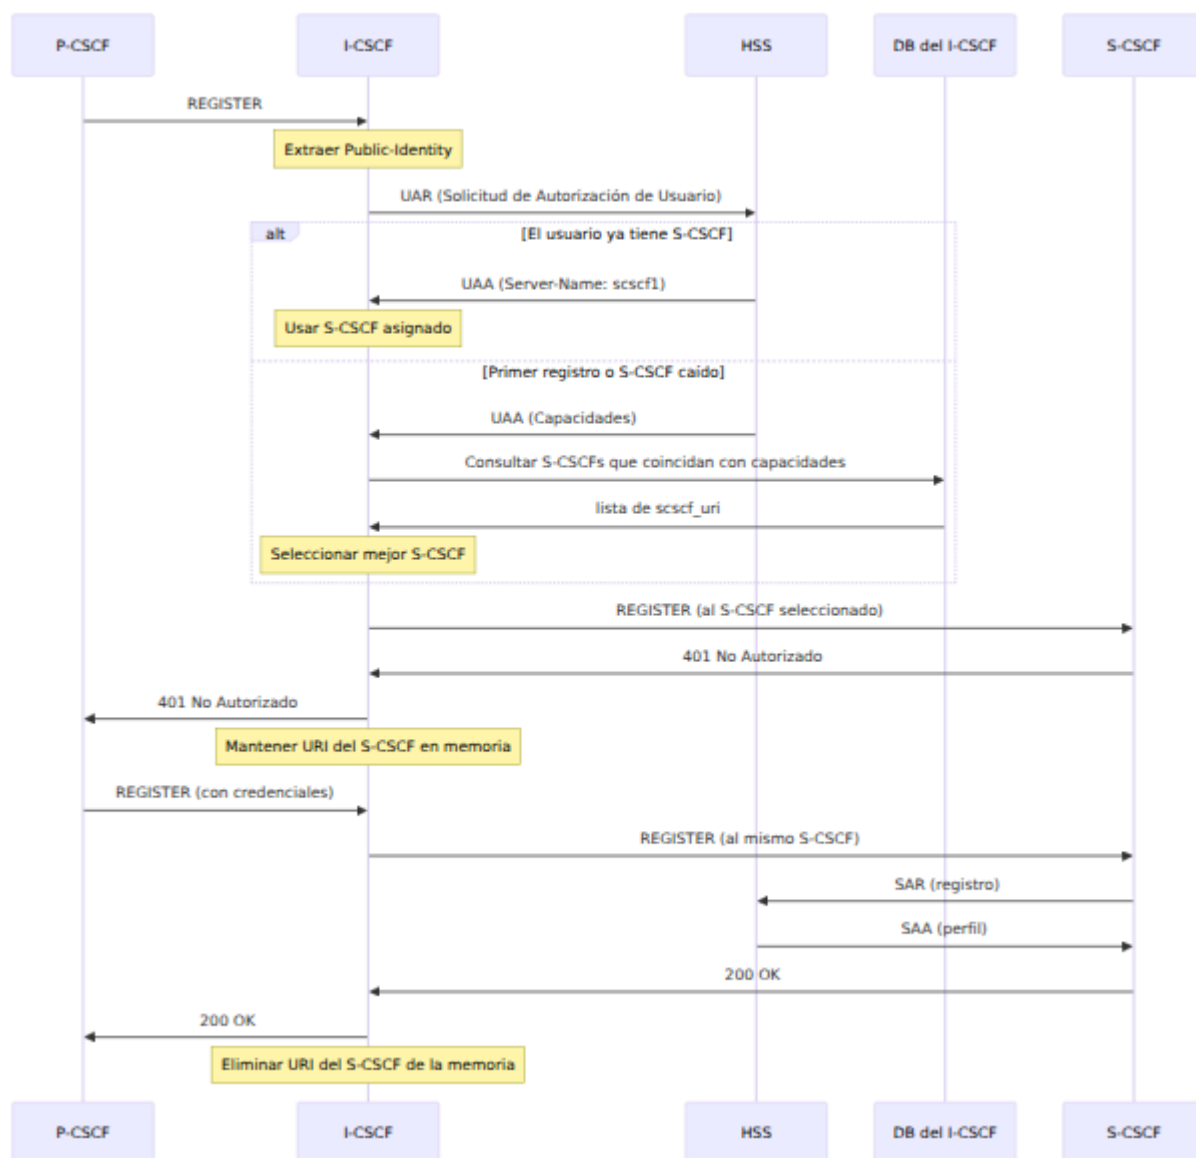 P-CSCF
I-CSCF
HSS
DB del I-CSCF
S-CSCF
REGISTER
Extraer Public-Identity
UAR (Solicitud de Autorización de Usuario)
alt
[El usuario ya tiene S-CSCF]
UAA (Server-Name: scscf1)
Usar S-CSCF asignado
[Primer registro o S-CSCF caído]
UAA (Capacidades)
Consultar S-CSCFs que coincidan con capacidades
lista de scscf_uri
Seleccionar mejor S-CSCF
REGISTER (al S-CSCF seleccionado)
401 No Autorizado
401 No Autorizado
Mantener URI del S-CSCF en memoria
REGISTER (con credenciales)
REGISTER (al mismo S-CSCF)
SAR (registro)
SAA (perfil)
200 OK
200 OK
Eliminar URI del S-CSCF de la memoria
P-CSCF
I-CSCF
HSS
DB del I-CSCF
S-CSCF